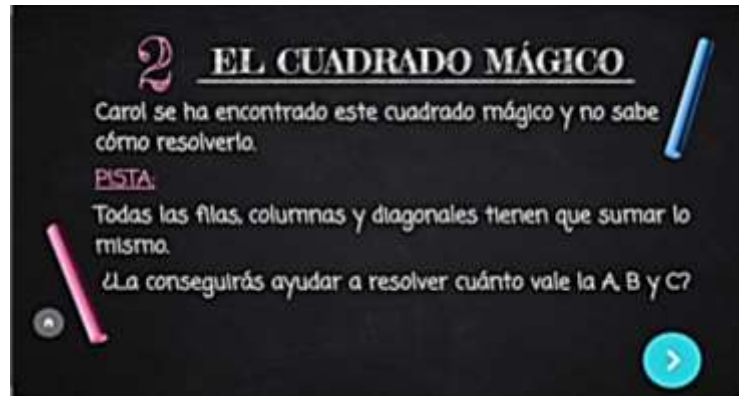 2 EL CUADRADO MÁGICO
Carol se ha encontrado este cuadrado mágico y no sabe
cómo resolverlo.
PISTA:
Todas las filas, columnas y diagonales tienen que sumar lo
mismo.
¿La conseguirás ayudar a resolver cuánto vale la A, B y C?